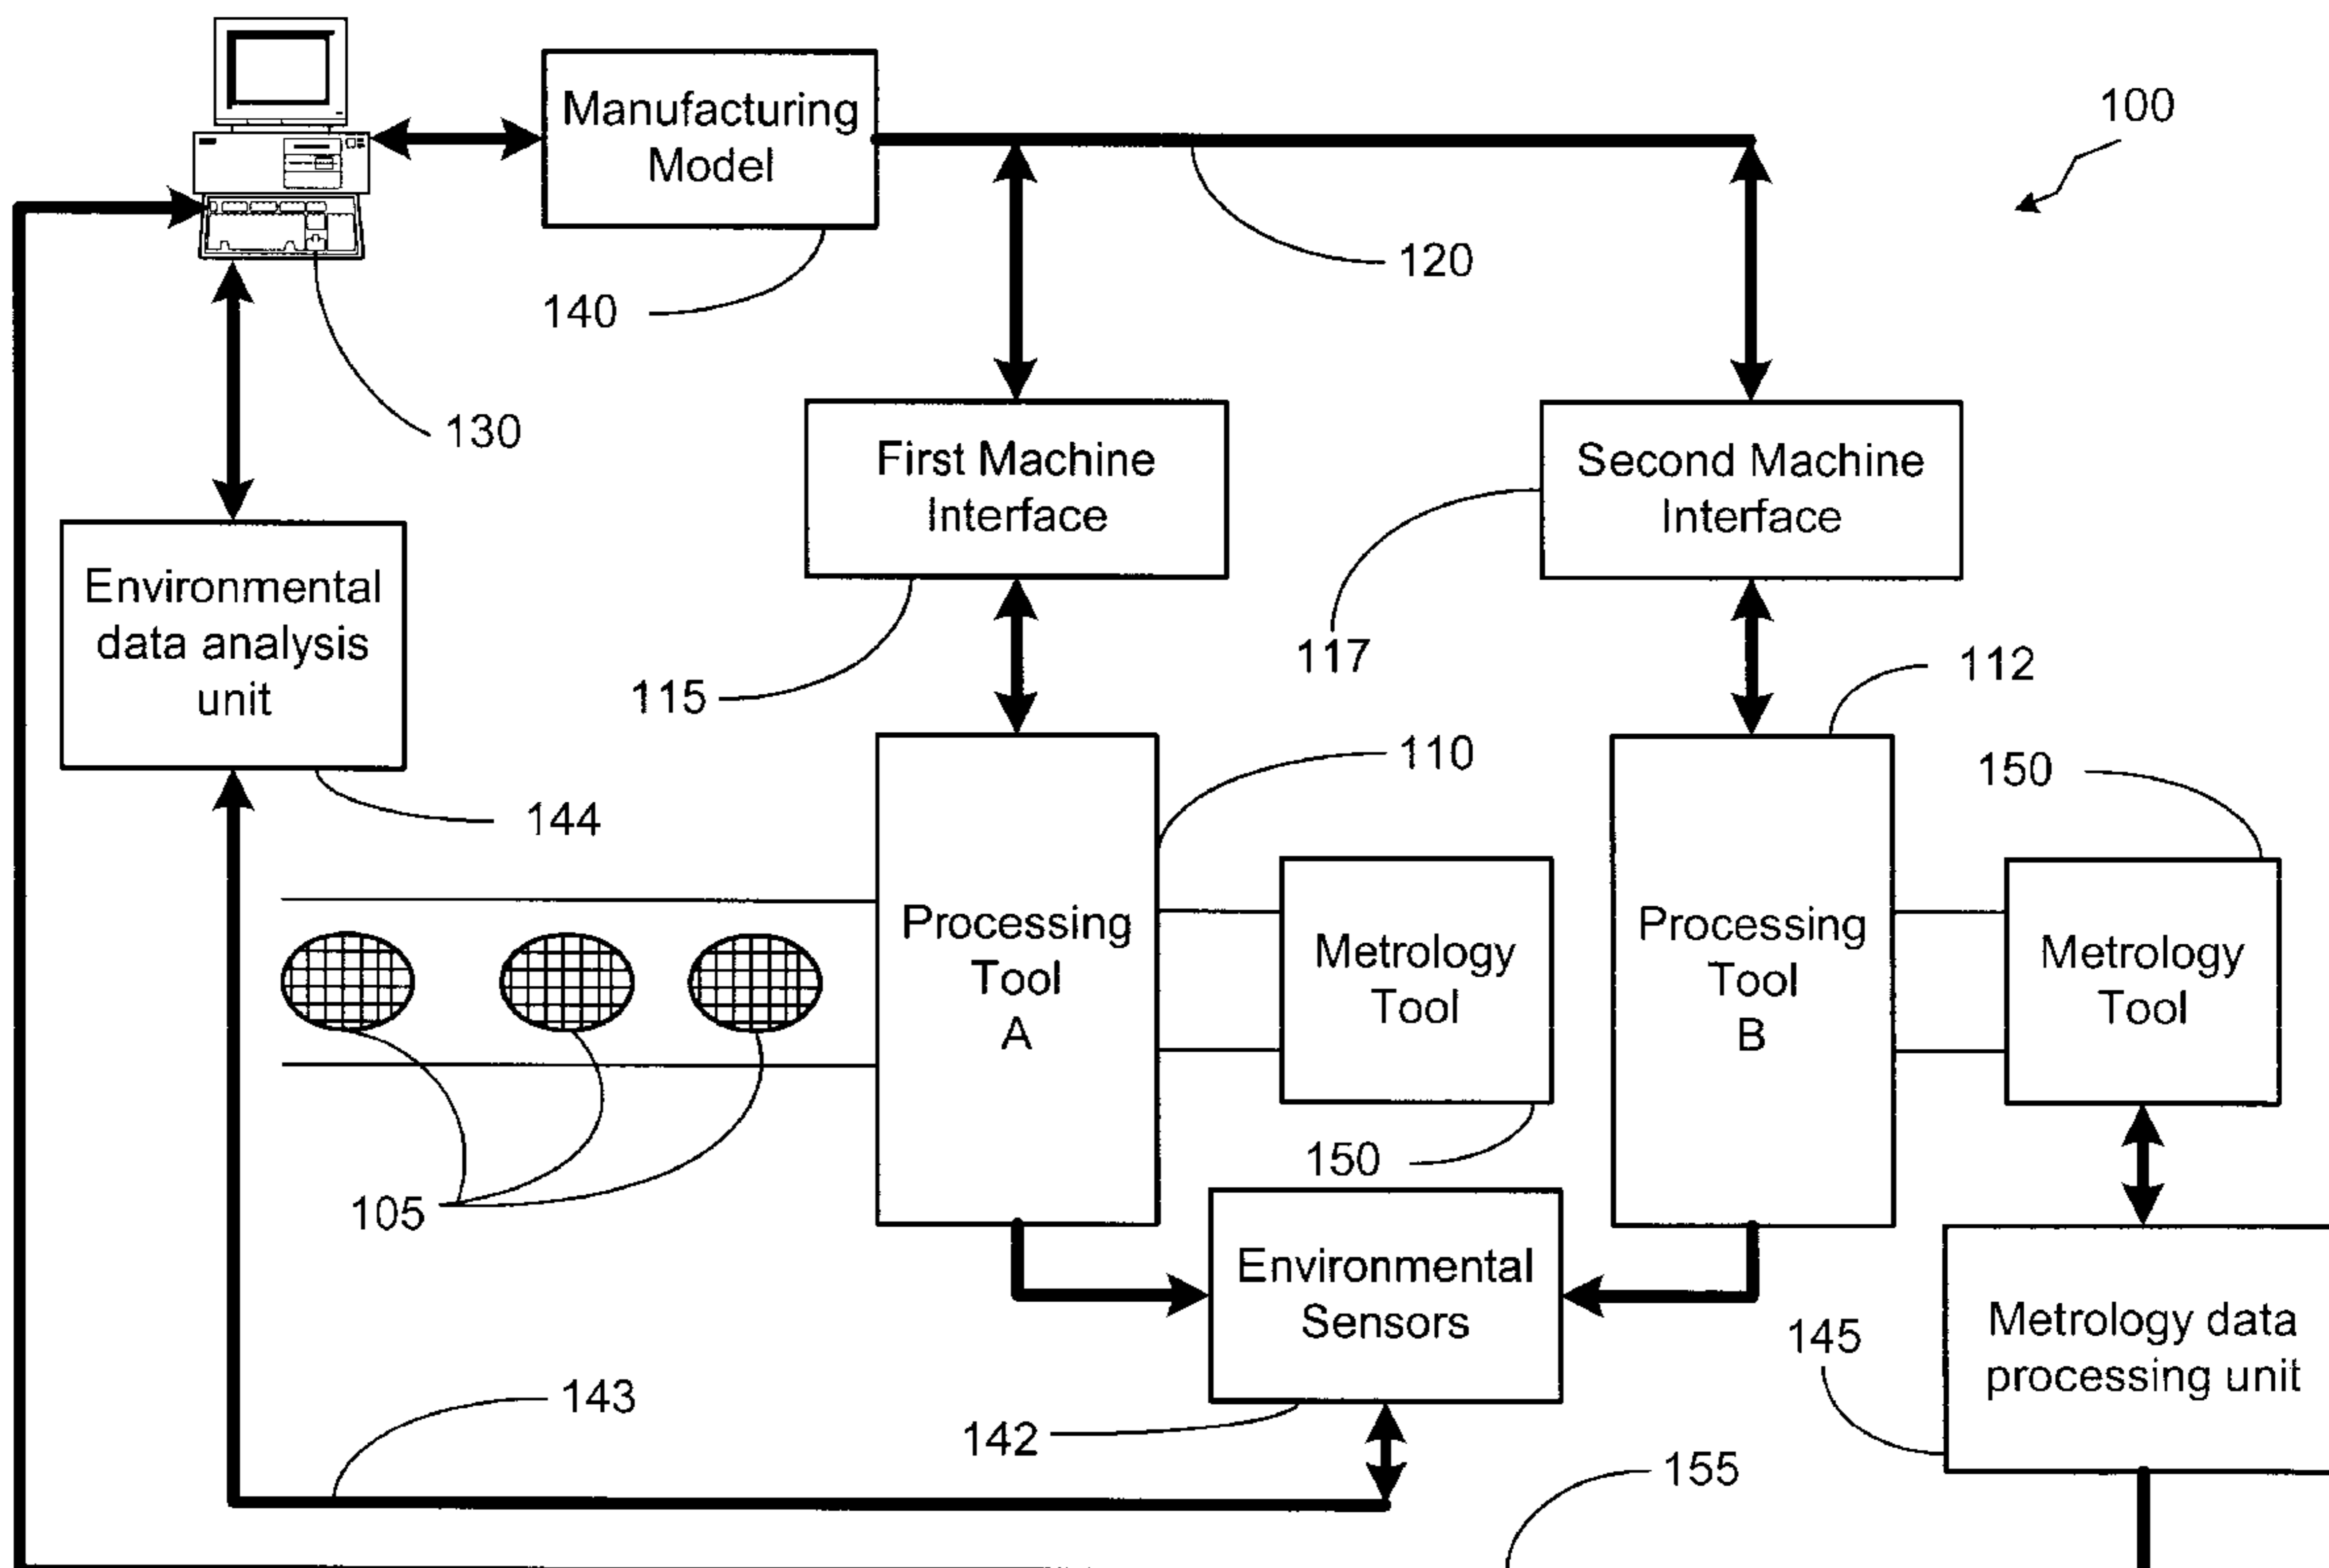 Manufacturing
Model
100
120
140
130
First Machine
Interface
Second Machine
Interface
Environmental
data analysis
unit
115
117
112
110
150
144
Processing
Tool
A
Metrology
Tool
Processing
Tool
B
Metrology
Tool
150
105
Environmental
Sensors
Metrology data
processing unit
145
143
142
155